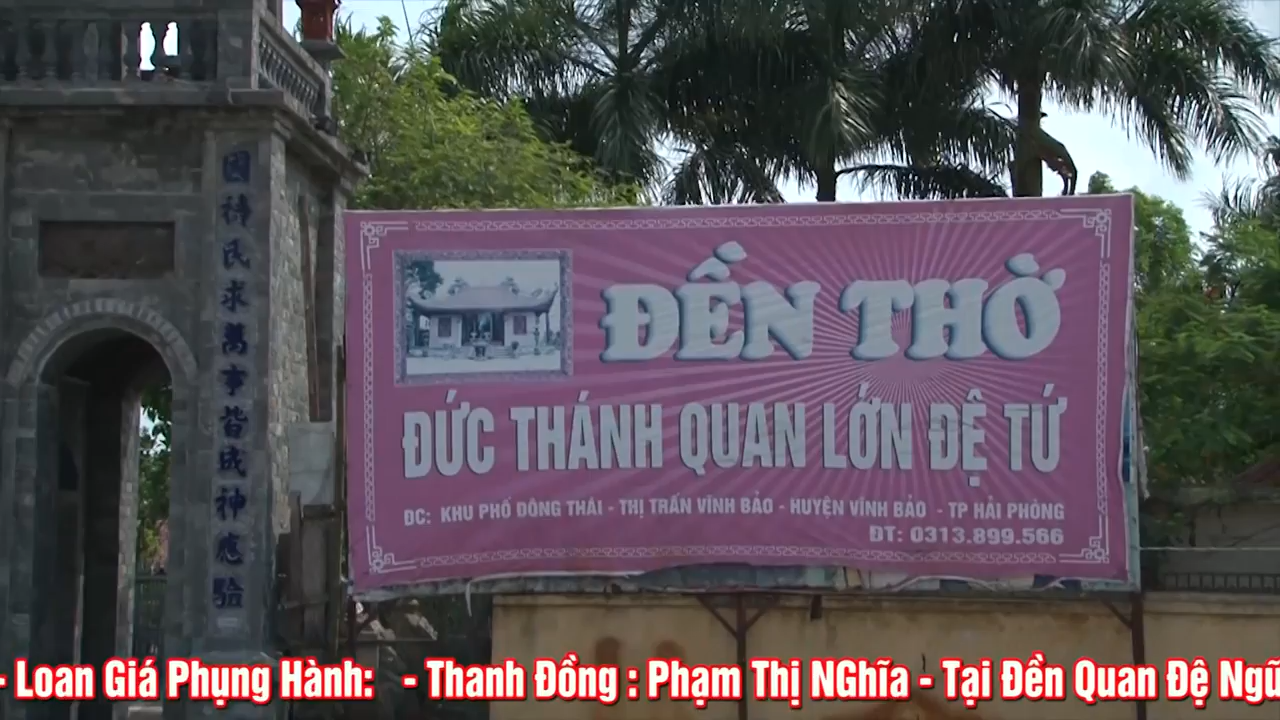 國禱民求萬事皆成神應驗
ĐỀN THỜ
ĐỨC THÁNH QUAN LỚN ĐỆ TỨ
ĐC: KHU PHỐ ĐÔNG THÁI - THỊ TRẤN VĨNH BẢO - HUYỆN VĨNH BẢO - TP HẢI PHÒNG
ĐT: 0313.899.566
- Loan Giá Phụng Hành: - Thanh Đồng : Phạm Thị NGhĩa - Tại Đền Quan Đệ Ngũ